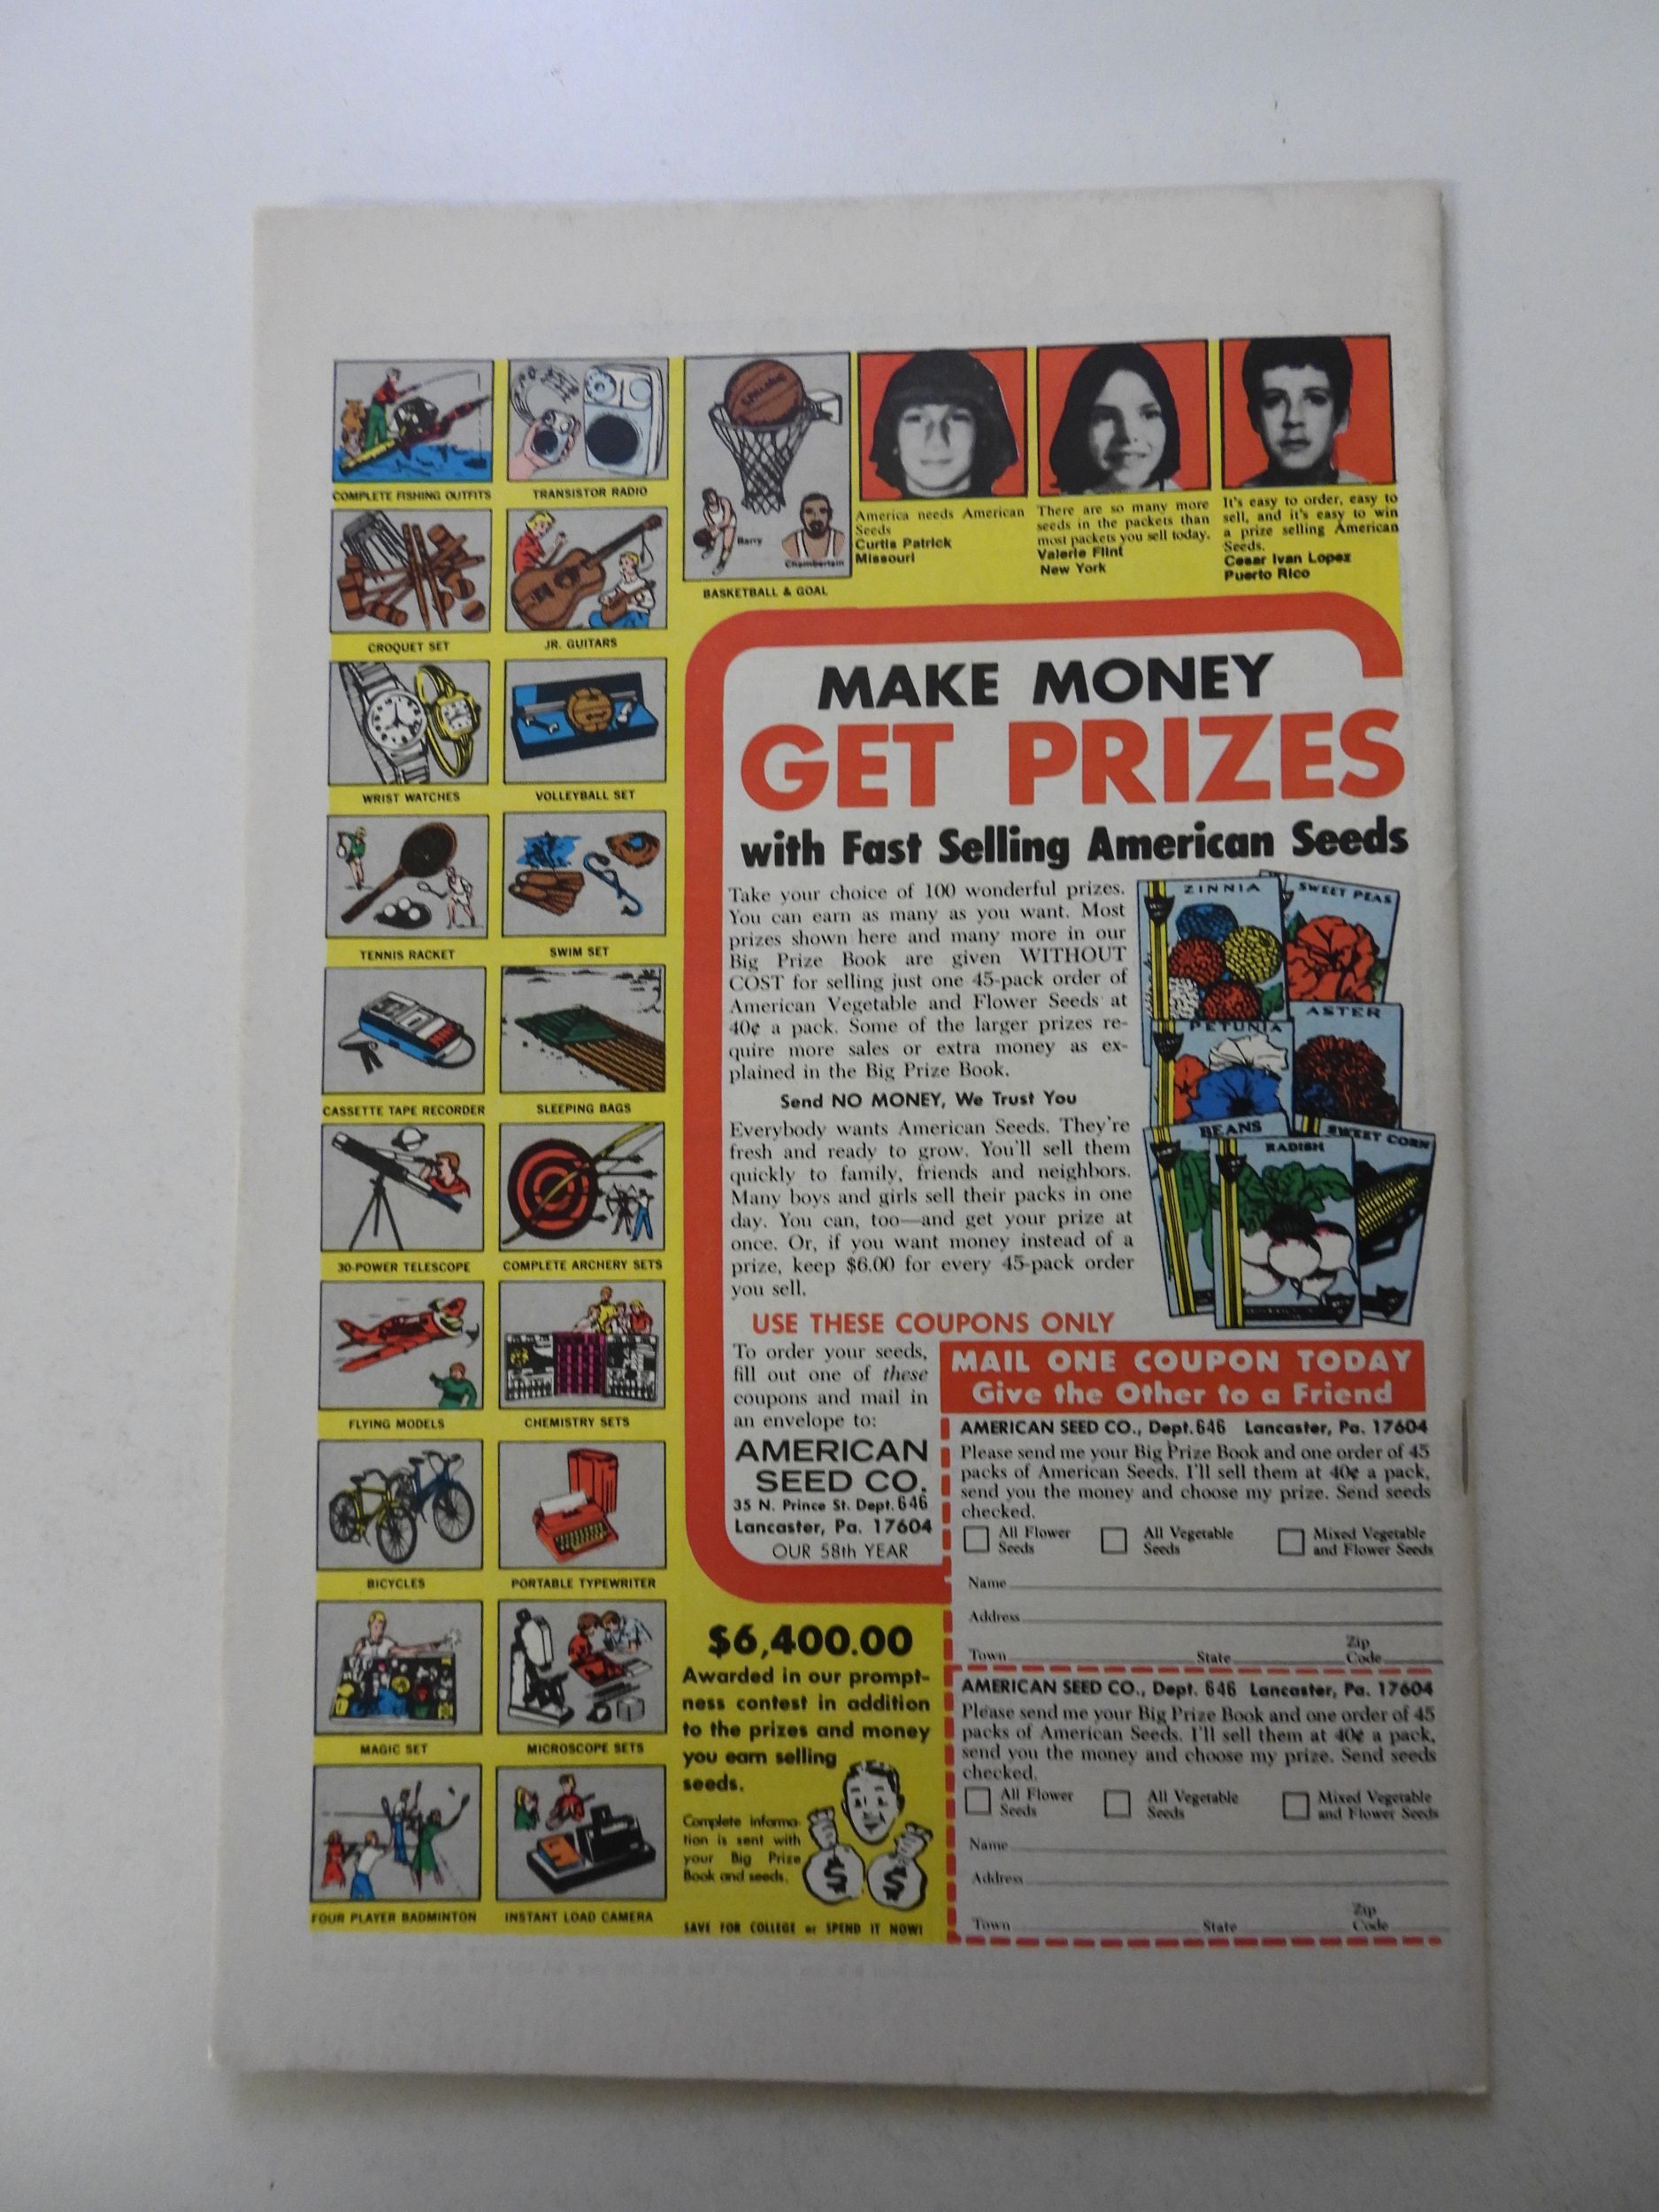 COMPLETE FISHING OUTFITS
TRANSISTOR RADIO
SPALDING
Barry
Chamberlain
BASKETBALL & GOAL
CROQUET SET
JR. GUITARS
WRIST WATCHES
VOLLEYBALL SET
TENNIS RACKET
SWIM SET
CASSETTE TAPE RECORDER
SLEEPING BAGS
30-POWER TELESCOPE
COMPLETE ARCHERY SETS
FLYING MODELS
CHEMISTRY SETS
BICYCLES
PORTABLE TYPEWRITER
MAGIC SET
MICROSCOPE SETS
FOUR PLAYER BADMINTON
INSTANT LOAD CAMERA
America needs American
Seeds
Curtis Patrick
Missouri
There are so many more
seeds in the packets than
most packets you sell today.
Valerie Flint
New York
It's easy to order, easy to
sell, and it's easy to win
a prize selling American
Seeds.
Cesar Ivan Lopez
Puerto Rico
MAKE MONEY
GET PRIZES
with Fast Selling American Seeds
Take your choice of 100 wonderful prizes.
You can earn as many as you want. Most
prizes shown here and many more in our
Big Prize Book are given WITHOUT
COST for selling just one 45-pack order of
American Vegetable and Flower Seeds at
40¢ a pack. Some of the larger prizes re-
quire more sales or extra money as ex-
plained in the Big Prize Book.
Send NO MONEY, We Trust You
Everybody wants American Seeds. They're
fresh and ready to grow. You'll sell them
quickly to family, friends and neighbors.
Many boys and girls sell their packs in one
day. You can, too—and get your prize at
once. Or, if you want money instead of a
prize, keep $6.00 for every 45-pack order
you sell.
ZINNIA
SWEET PEAS
PETUNIA
ASTER
BEANS
RADISH
SWEET CORN
USE THESE COUPONS ONLY
To order your seeds,
fill out one of these
coupons and mail in
an envelope to:
AMERICAN
SEED CO.
35 N. Prince St. Dept. 646
Lancaster, Pa. 17604
OUR 58th YEAR
MAIL ONE COUPON TODAY
Give the Other to a Friend
AMERICAN SEED CO., Dept. 646 Lancaster, Pa. 17604
Please send me your Big Prize Book and one order of 45
packs of American Seeds. I'll sell them at 40¢ a pack,
send you the money and choose my prize. Send seeds
checked.
All Flower
Seeds
All Vegetable
Seeds
Mixed Vegetable
and Flower Seeds
Name
Address
Town State Zip Code
AMERICAN SEED CO., Dept. 646 Lancaster, Pa. 17604
Please send me your Big Prize Book and one order of 45
packs of American Seeds. I'll sell them at 40¢ a pack,
send you the money and choose my prize. Send seeds
checked.
All Flower
Seeds
All Vegetable
Seeds
Mixed Vegetable
and Flower Seeds
Name
Address
Town State Zip Code
$6,400.00
Awarded in our prompt-
ness contest in addition
to the prizes and money
you earn selling
seeds.
Complete informa-
tion is sent with
your Big Prize
Book and seeds.
$ $
SAVE FOR COLLEGE or SPEND IT NOW!